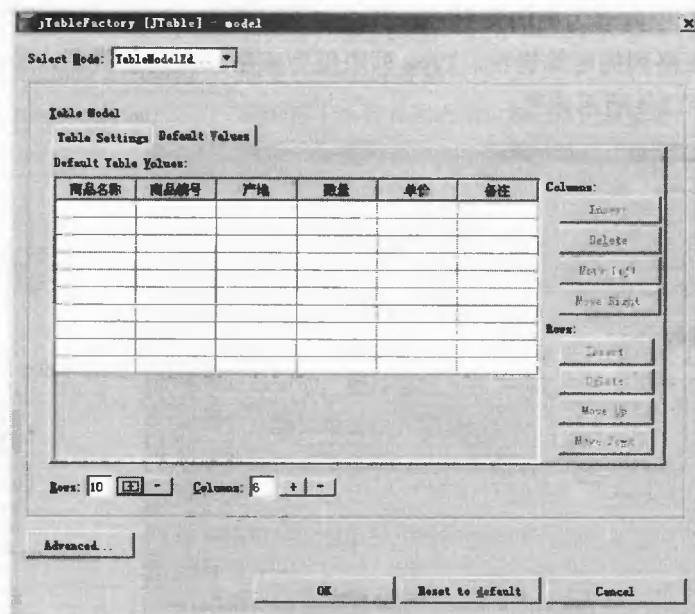 jTableFactory [JTable] - model
Select Mode: TableModelEd...
Table Model
Table Settings Default Values
Default Table Values:
商品名称 商品编号 产地 数量 单价 备注
Columns:
Insert
Delete
Move Left
Move Right
Rows:
Insert
Delete
Move Up
Move Down
Rows: 10 + - Columns: 6 + -
Advanced...
OK Reset to default Cancel